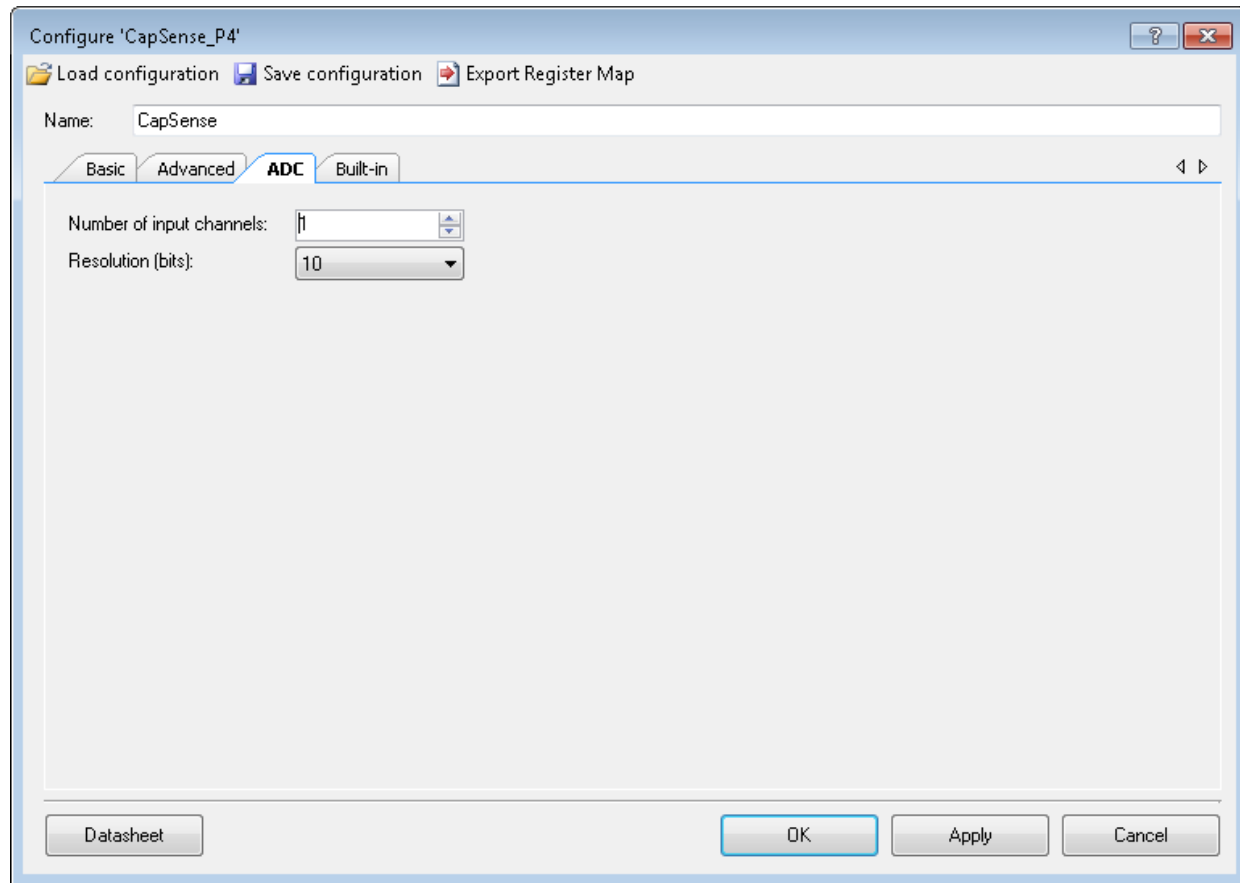 Configure 'CapSense_P4'
Load configuration Save configuration Export Register Map
Name: CapSense
Basic Advanced ADC Built-in
Number of input channels: 1
Resolution (bits): 10
Datasheet OK Apply Cancel